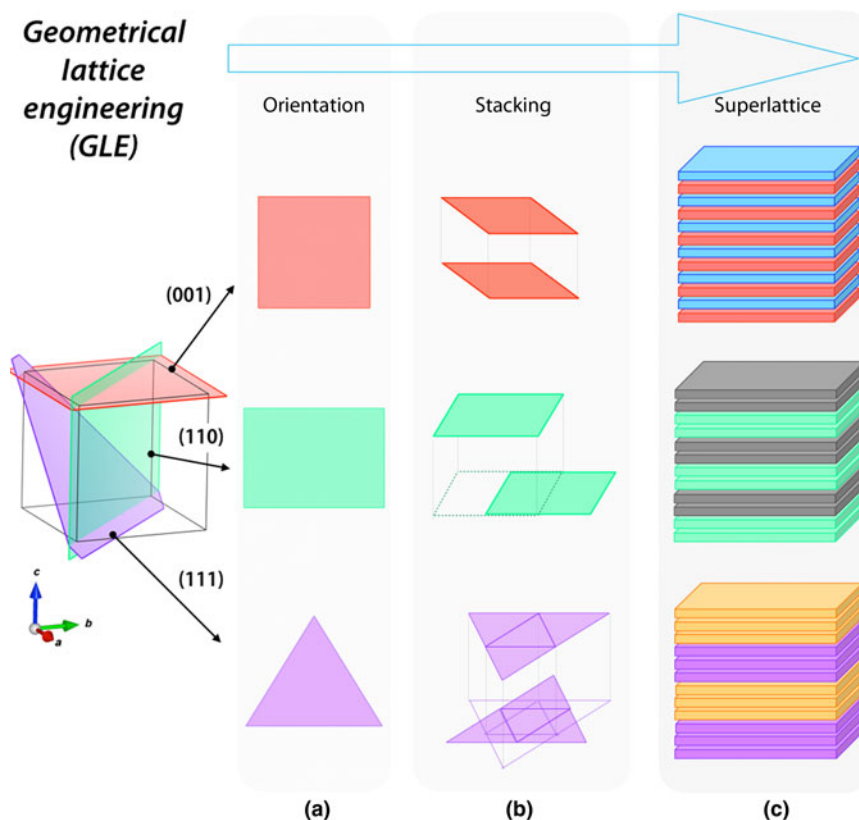 Geometrical
lattice
engineering
(GLE)
Orientation
Stacking
Superlattice
(001)
(110)
(111)
c
b
a
(a)
(b)
(c)